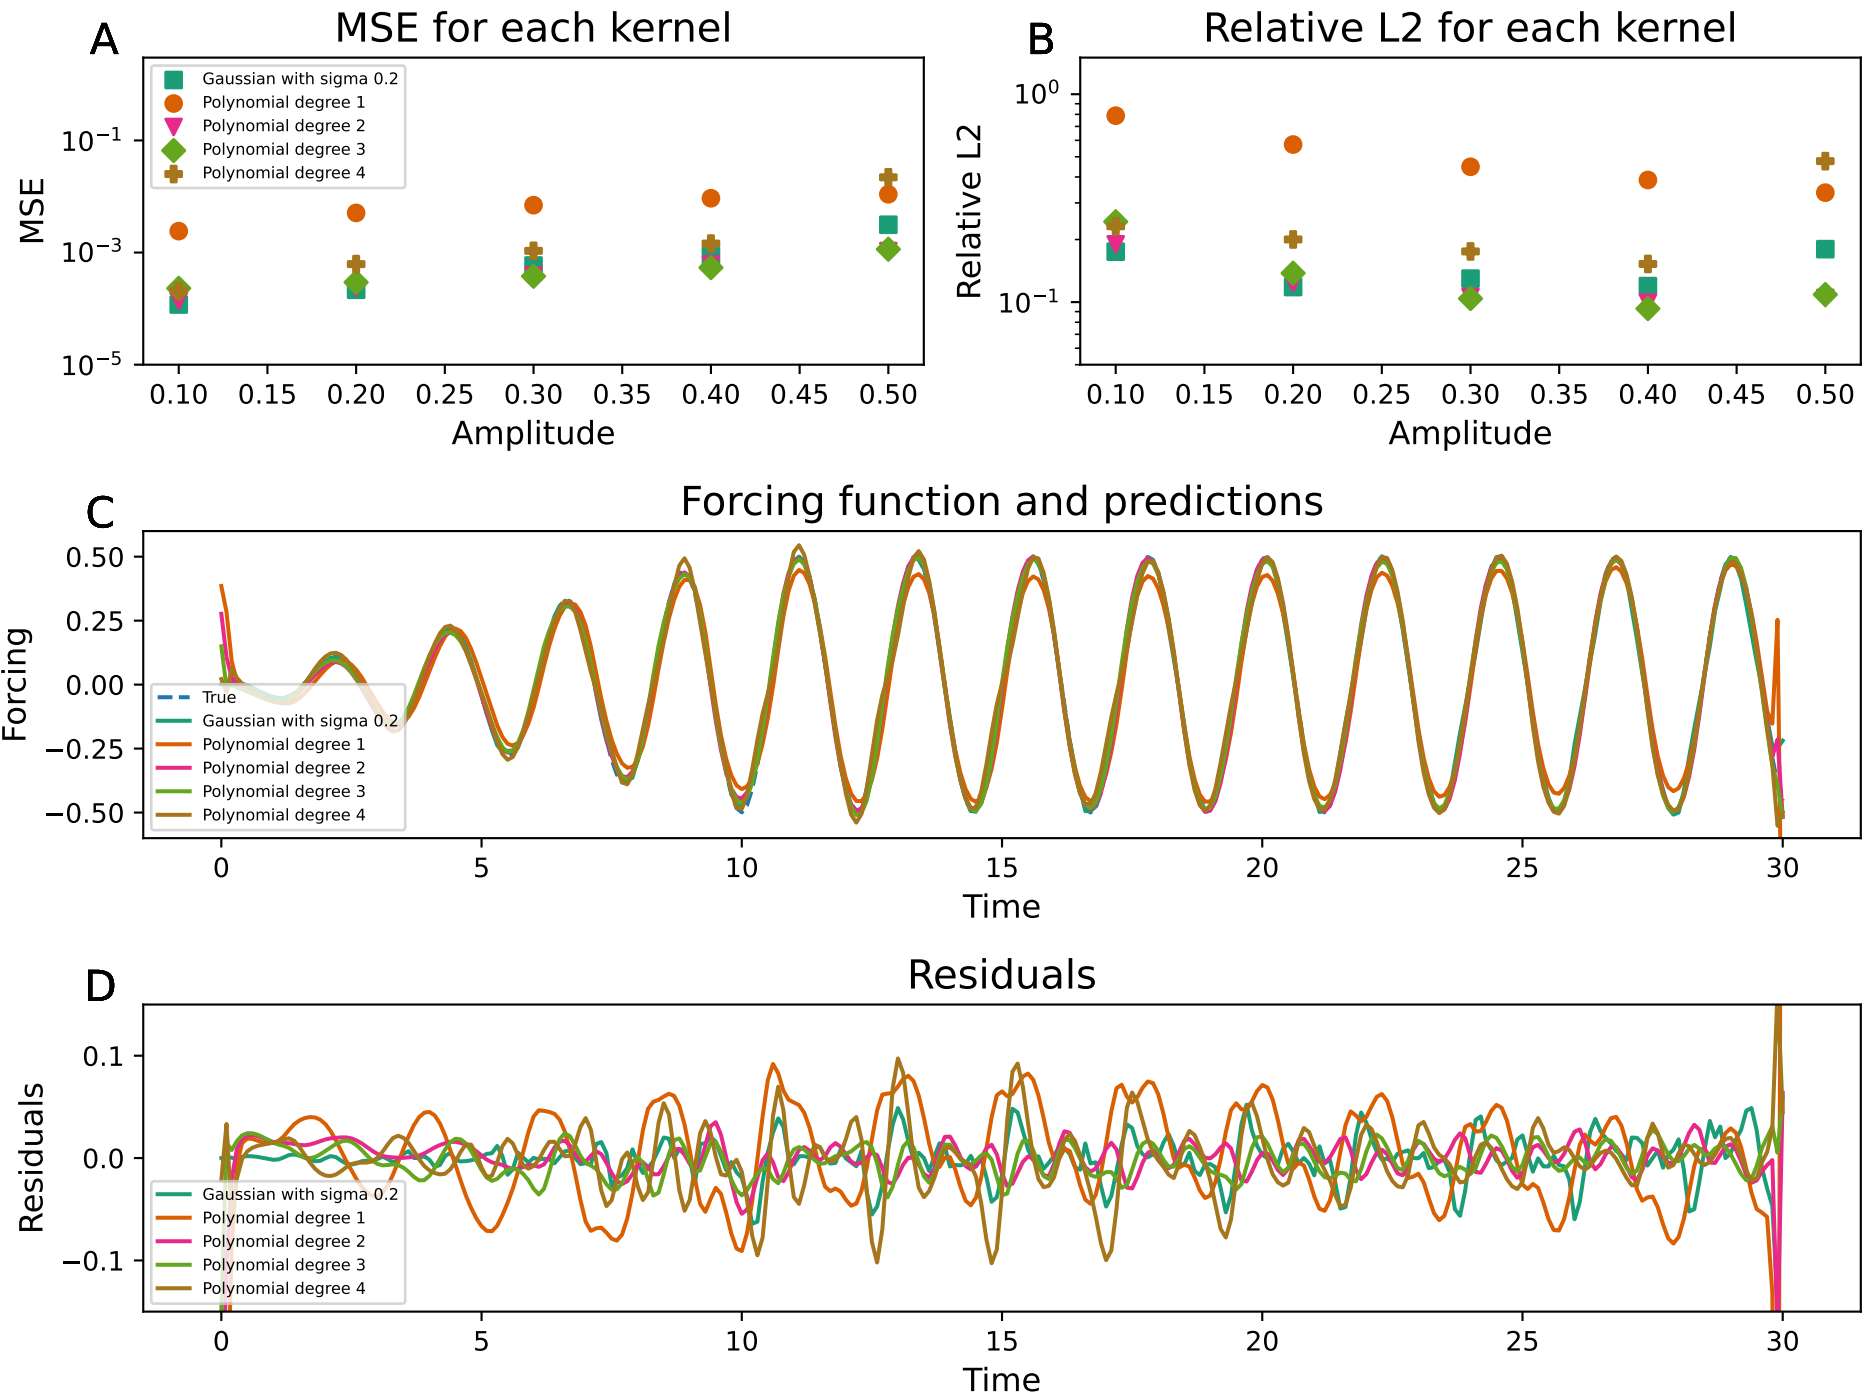 A
MSE for each kernel
Gaussian with sigma 0.2
Polynomial degree 1
Polynomial degree 2
Polynomial degree 3
Polynomial degree 4
MSE
10⁻¹
10⁻³
10⁻⁵
0.10 0.15 0.20 0.25 0.30 0.35 0.40 0.45 0.50
Amplitude
B
Relative L2 for each kernel
Relative L2
10⁰
10⁻¹
0.10 0.15 0.20 0.25 0.30 0.35 0.40 0.45 0.50
Amplitude
C
Forcing function and predictions
Forcing
0.50
0.25
0.00
−0.25
−0.50
True
Gaussian with sigma 0.2
Polynomial degree 1
Polynomial degree 2
Polynomial degree 3
Polynomial degree 4
0 5 10 15 20 25 30
Time
D
Residuals
Residuals
0.1
0.0
−0.1
Gaussian with sigma 0.2
Polynomial degree 1
Polynomial degree 2
Polynomial degree 3
Polynomial degree 4
0 5 10 15 20 25 30
Time